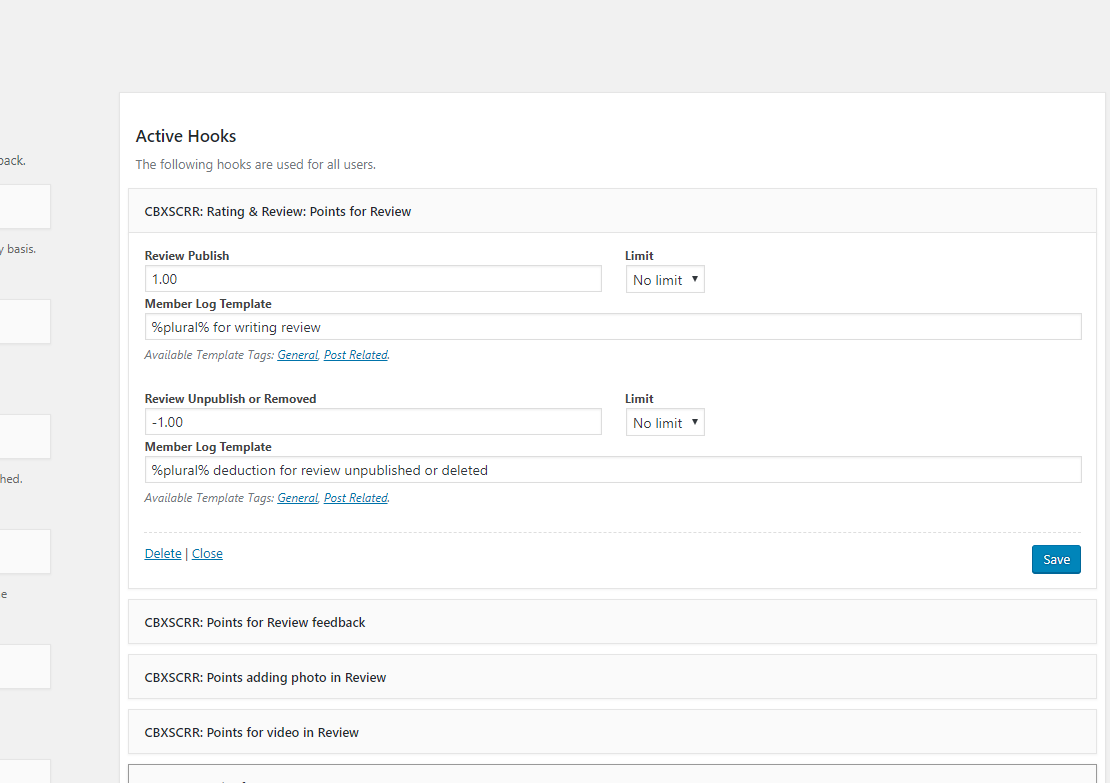 back.
y basis.
hed.
e
Active Hooks
The following hooks are used for all users.
CBXSCRR: Rating & Review: Points for Review
Review Publish Limit
1.00 No limit
Member Log Template
%plural% for writing review
Available Template Tags: General, Post Related.
Review Unpublish or Removed Limit
-1.00 No limit
Member Log Template
%plural% deduction for review unpublished or deleted
Available Template Tags: General, Post Related.
Delete | Close Save
CBXSCRR: Points for Review feedback
CBXSCRR: Points adding photo in Review
CBXSCRR: Points for video in Review